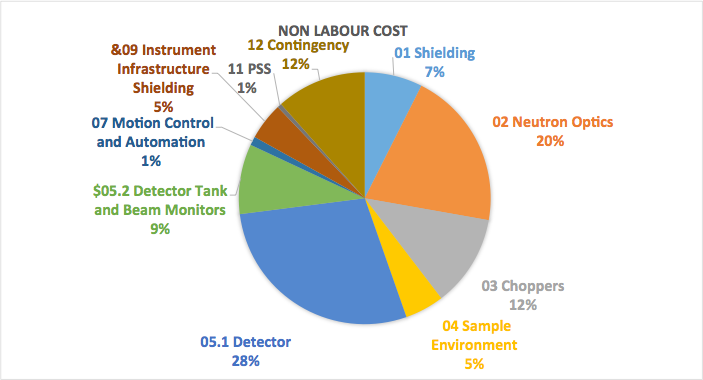 NON LABOUR COST
01 Shielding
7%
02 Neutron Optics
20%
03 Choppers
12%
04 Sample
Environment
5%
05.1 Detector
28%
$05.2 Detector Tank
and Beam Monitors
9%
07 Motion Control
and Automation
1%
&09 Instrument
Infrastructure
Shielding
5%
11 PSS
1%
12 Contingency
12%